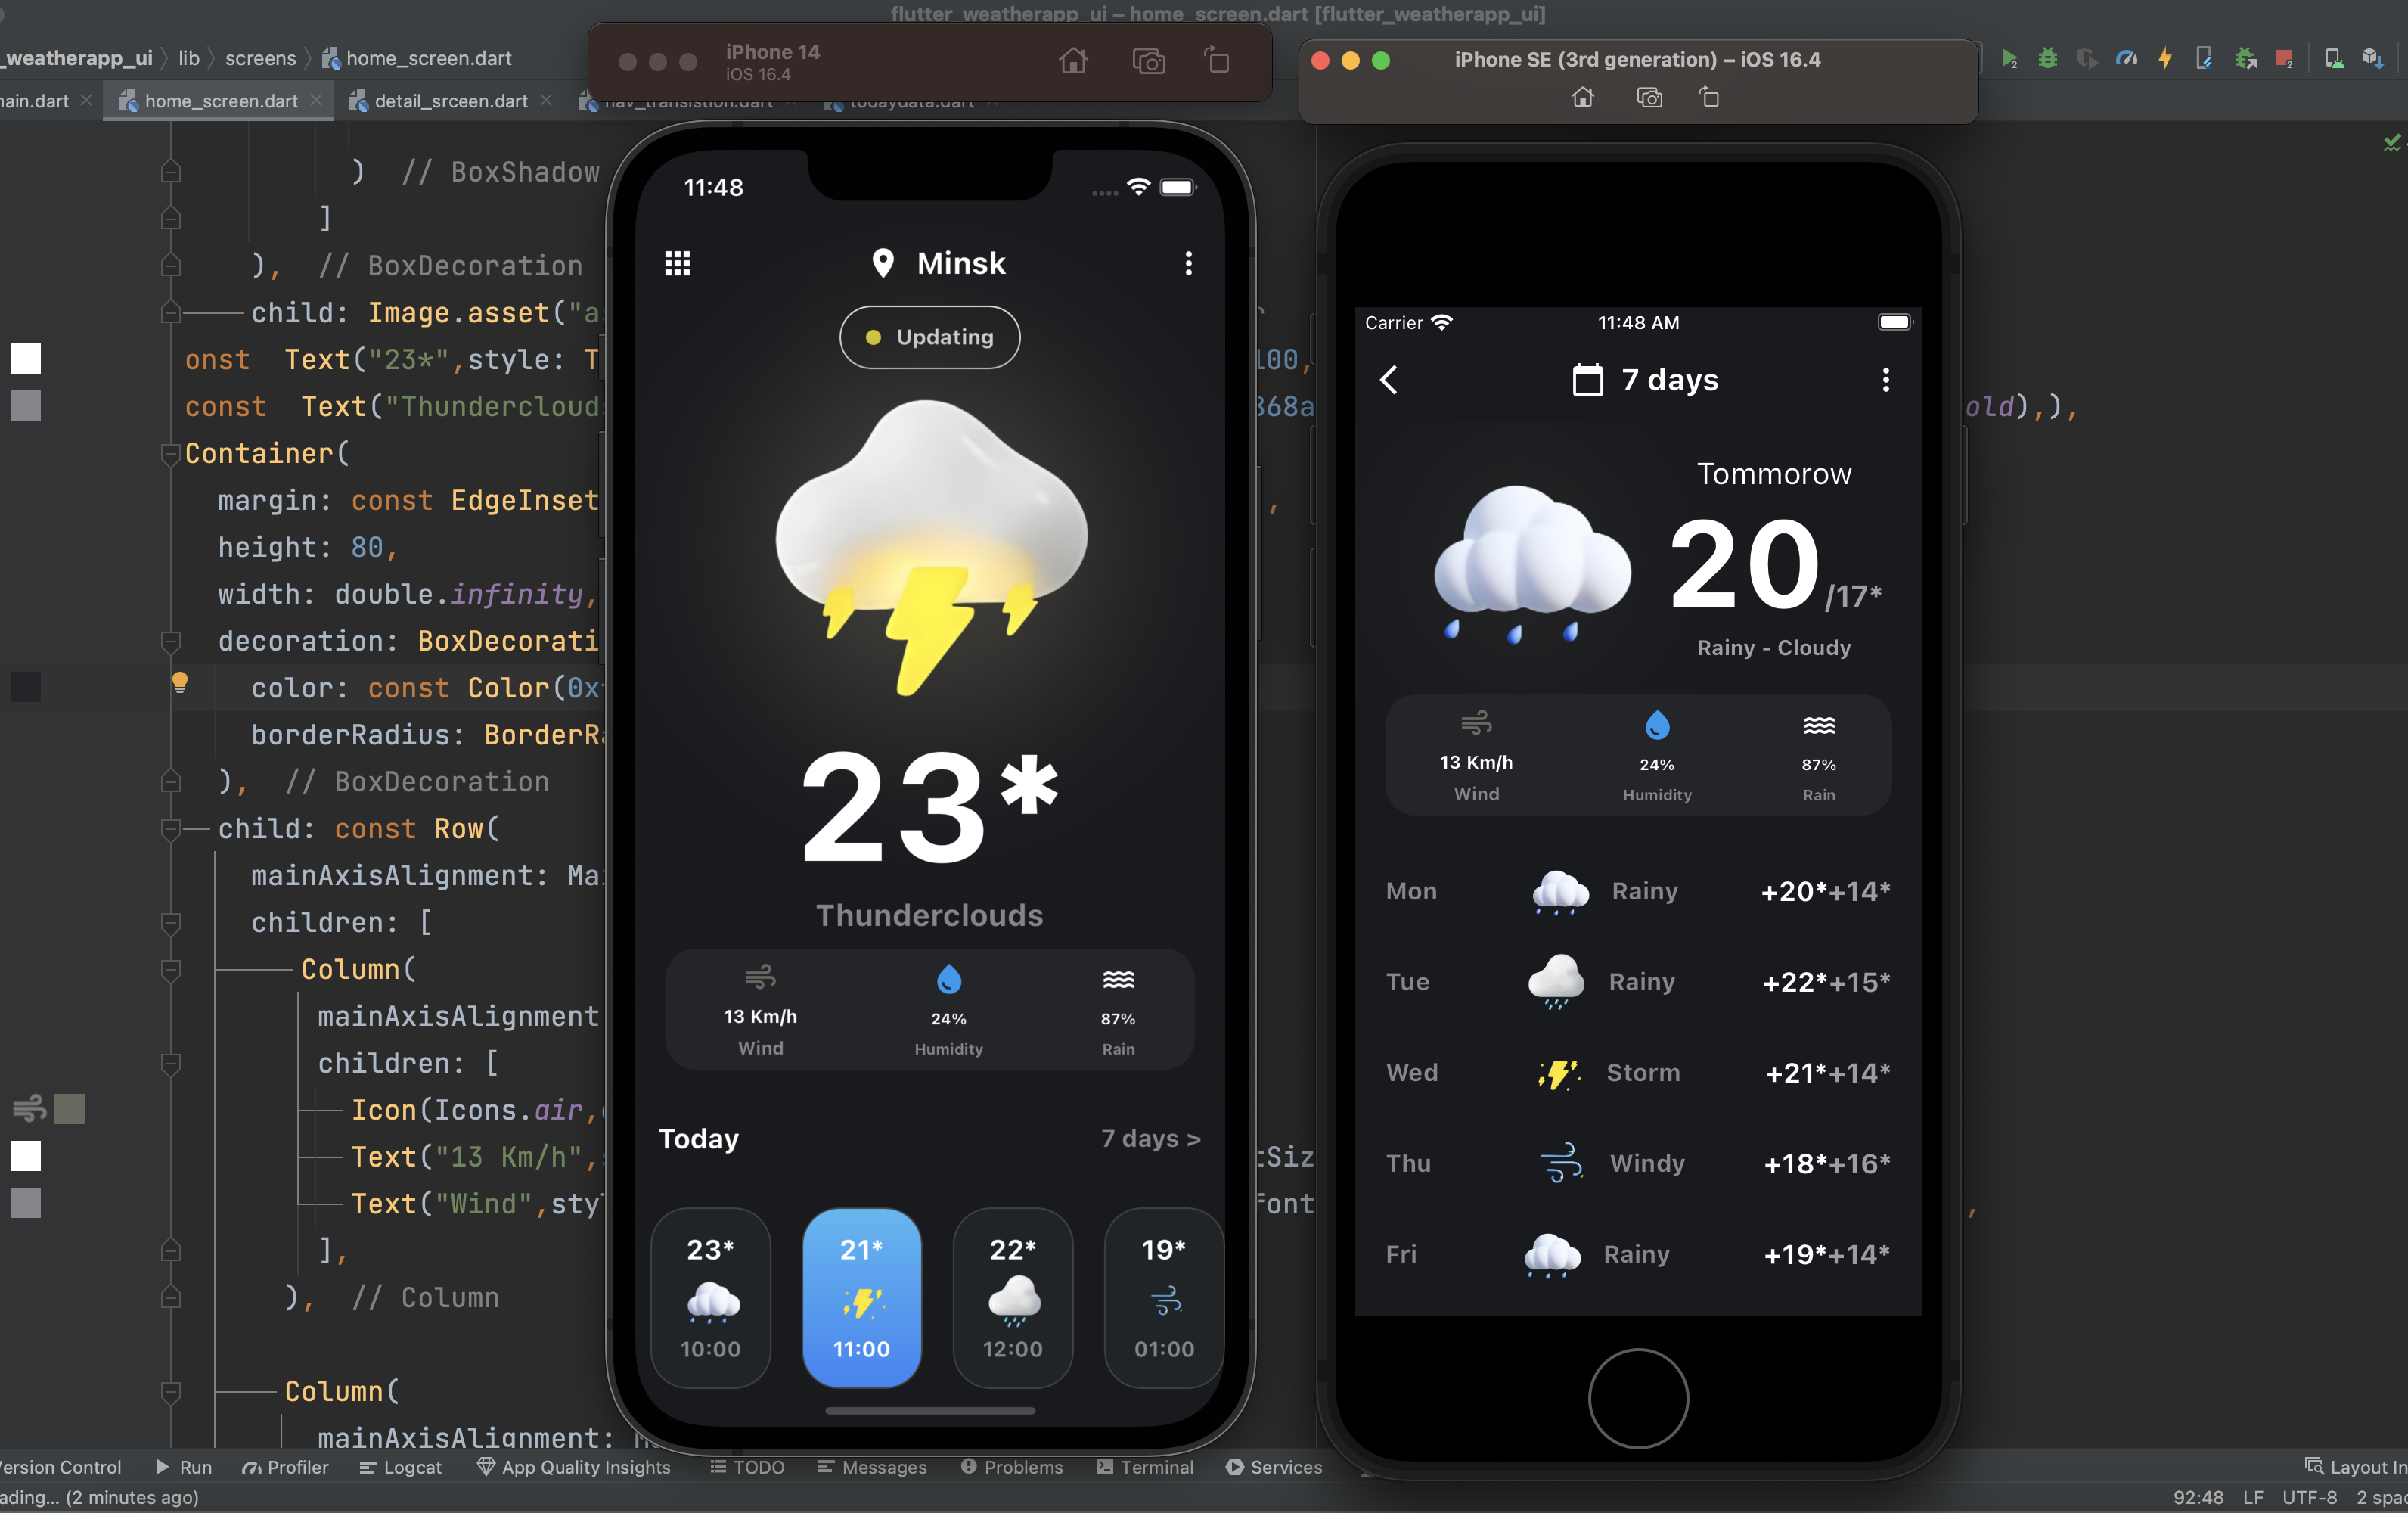 flutter_weatherapp_ui – home_screen.dart [flutter_weatherapp_ui]
_weatherapp_ui lib screens home_screen.dart
ain.dart home_screen.dart detail_srceen.dart nav_transistion.dart todaydata.dart
) // BoxShadow
]
), // BoxDecoration
child: Image.asset("as
onst Text("23*",style: T
100,
const Text("Thunderclouds
868a
old),),
Container(
margin: const EdgeInset
,
height: 80,
width: double.infinity,
decoration: BoxDecorati
color: const Color(0x
borderRadius: BorderRa
), // BoxDecoration
child: const Row(
mainAxisAlignment: Mai
children: [
Column(
mainAxisAlignment
children: [
Icon(Icons.air,
Text("13 Km/h",s
tSiz
Text("Wind",sty
font
,
],
), // Column
Column(
mainAxisAlignment:
iPhone 14
iOS 16.4
11:48
Minsk
Updating
23*
Thunderclouds
13 Km/h 24% 87%
Wind Humidity Rain
Today 7 days >
23* 21* 22* 19*
10:00 11:00 12:00 01:00
iPhone SE (3rd generation) – iOS 16.4
Carrier 11:48 AM
7 days
Tommorow
20/17*
Rainy - Cloudy
13 Km/h 24% 87%
Wind Humidity Rain
Mon Rainy +20*+14*
Tue Rainy +22*+15*
Wed Storm +21*+14*
Thu Windy +18*+16*
Fri Rainy +19*+14*
ersion Control Run Profiler Logcat App Quality Insights TODO Messages Problems Terminal Services Layout In
ading... (2 minutes ago) 92:48 LF UTF-8 2 spac